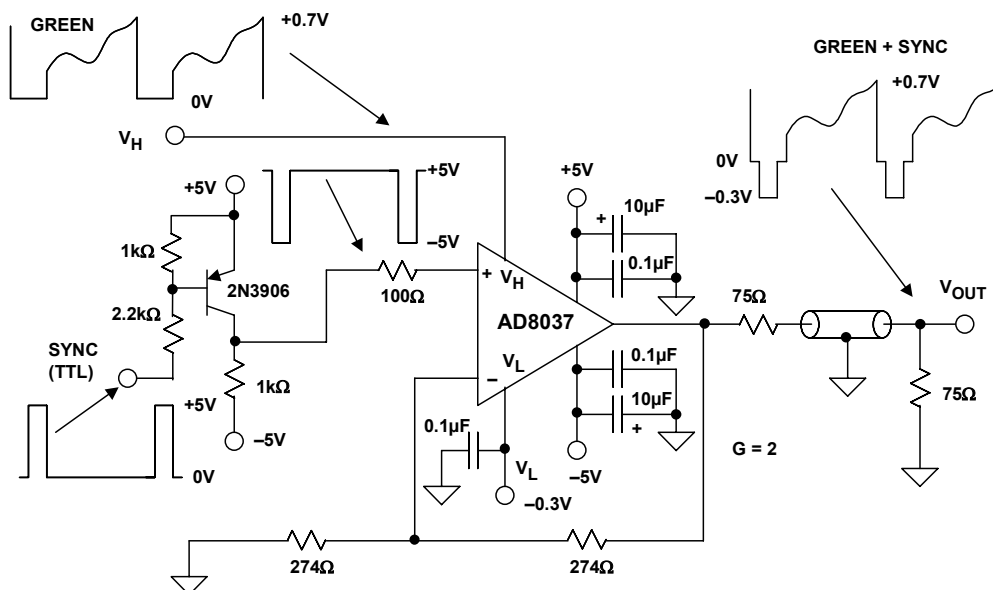 GREEN
+0.7V
0V
V_H
GREEN + SYNC
+0.7V
0V
–0.3V
+5V
+5V
–5V
+5V
10µF
+
0.1µF
1kΩ
2N3906
2.2kΩ
100Ω
+
V_H
AD8037
V_L
–
75Ω
V_OUT
SYNC
(TTL)
+5V
0V
1kΩ
–5V
0.1µF
0.1µF
10µF
+
–5V
V_L
–0.3V
75Ω
G = 2
274Ω
274Ω